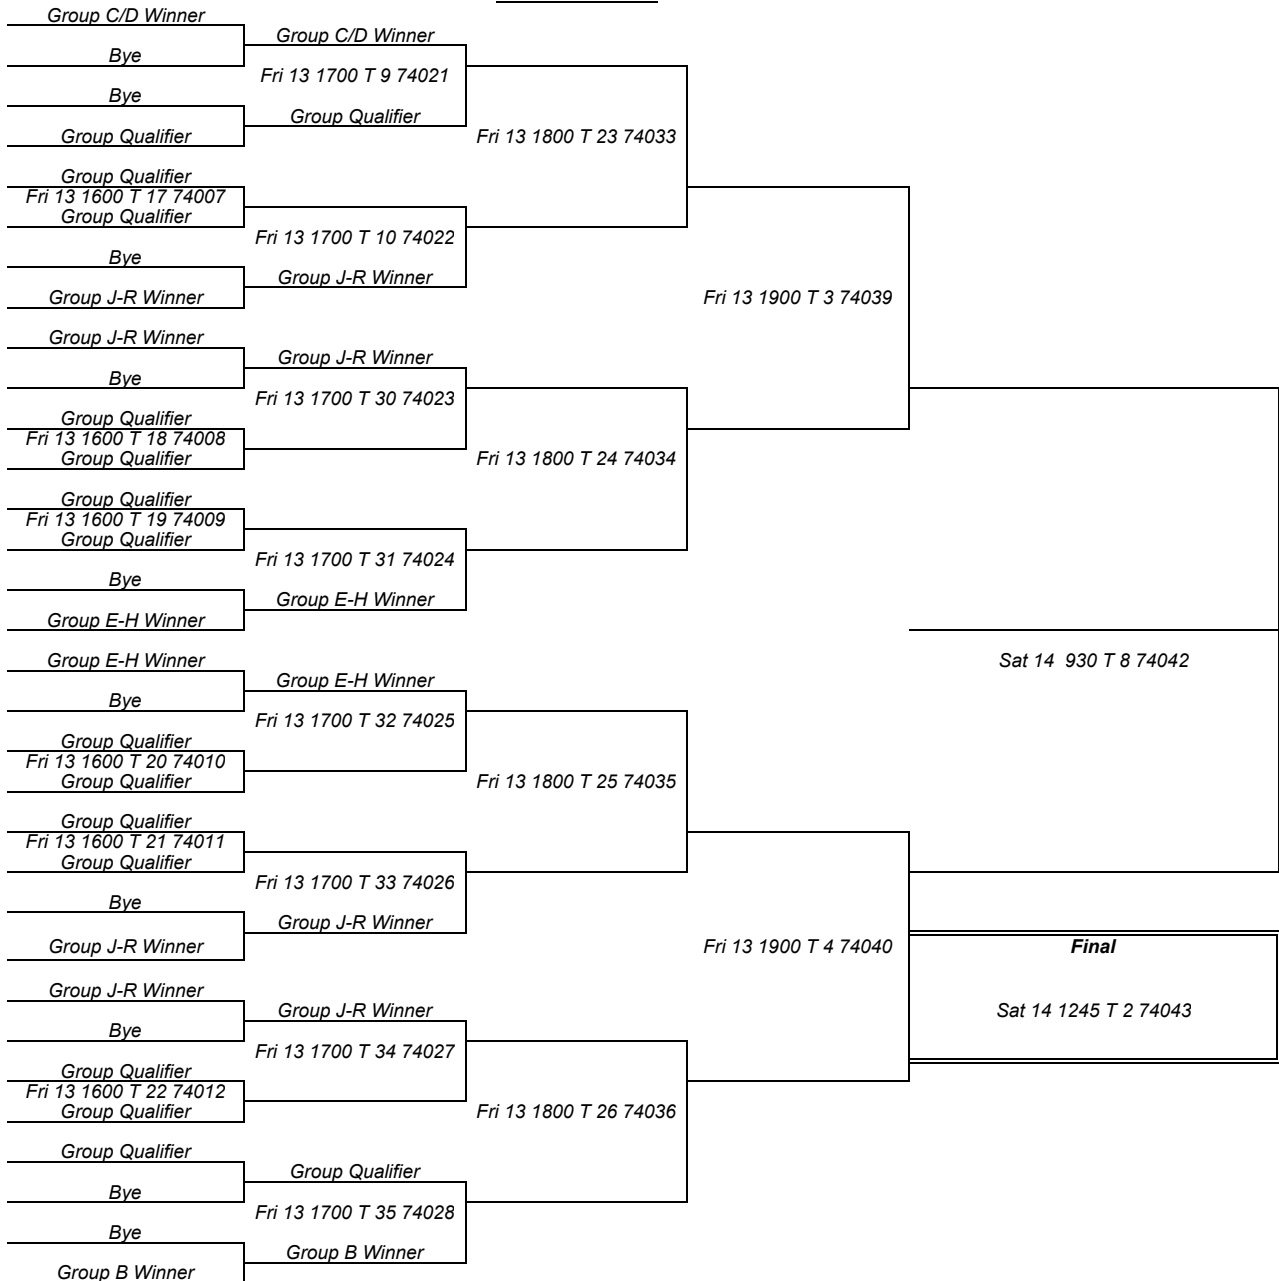 Group C/D Winner
Group C/D Winner
Bye
Fri 13 1700 T 9 74021
Bye
Group Qualifier
Group Qualifier
Fri 13 1800 T 23 74033
Group Qualifier
Fri 13 1600 T 17 74007
Group Qualifier
Fri 13 1700 T 10 74022
Bye
Group J-R Winner
Group J-R Winner
Fri 13 1900 T 3 74039
Group J-R Winner
Group J-R Winner
Bye
Fri 13 1700 T 30 74023
Group Qualifier
Fri 13 1600 T 18 74008
Group Qualifier
Fri 13 1800 T 24 74034
Group Qualifier
Fri 13 1600 T 19 74009
Group Qualifier
Fri 13 1700 T 31 74024
Bye
Group E-H Winner
Group E-H Winner
Group E-H Winner
Sat 14 930 T 8 74042
Group E-H Winner
Bye
Fri 13 1700 T 32 74025
Group Qualifier
Fri 13 1600 T 20 74010
Group Qualifier
Fri 13 1800 T 25 74035
Group Qualifier
Fri 13 1600 T 21 74011
Group Qualifier
Fri 13 1700 T 33 74026
Bye
Group J-R Winner
Group J-R Winner
Fri 13 1900 T 4 74040
Final
Group J-R Winner
Group J-R Winner
Sat 14 1245 T 2 74043
Bye
Fri 13 1700 T 34 74027
Group Qualifier
Fri 13 1600 T 22 74012
Group Qualifier
Fri 13 1800 T 26 74036
Group Qualifier
Group Qualifier
Bye
Fri 13 1700 T 35 74028
Bye
Group B Winner
Group B Winner